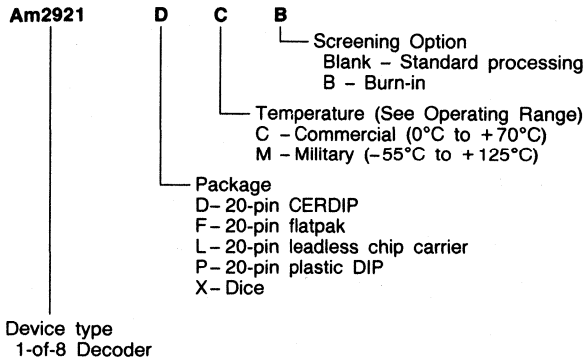 Am2921 D C B
Screening Option
Blank – Standard processing
B – Burn-in
Temperature (See Operating Range)
C – Commercial (0°C to +70°C)
M – Military (–55°C to +125°C)
Package
D– 20-pin CERDIP
F – 20-pin flatpak
L – 20-pin leadless chip carrier
P – 20-pin plastic DIP
X – Dice
Device type
1-of-8 Decoder